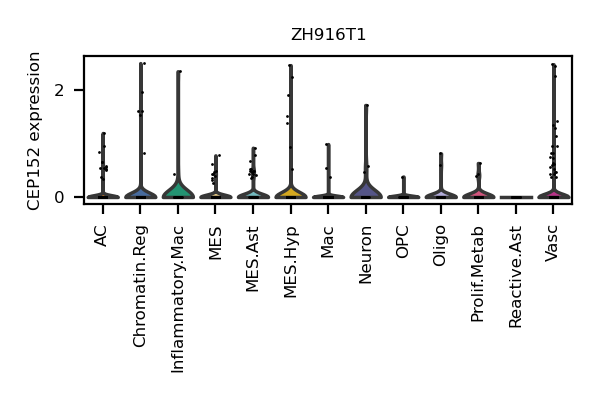 ZH916T1
CEP152 expression
2
0
AC
Chromatin.Reg
Inflammatory.Mac
MES
MES.Ast
MES.Hyp
Mac
Neuron
OPC
Oligo
Prolif.Metab
Reactive.Ast
Vasc